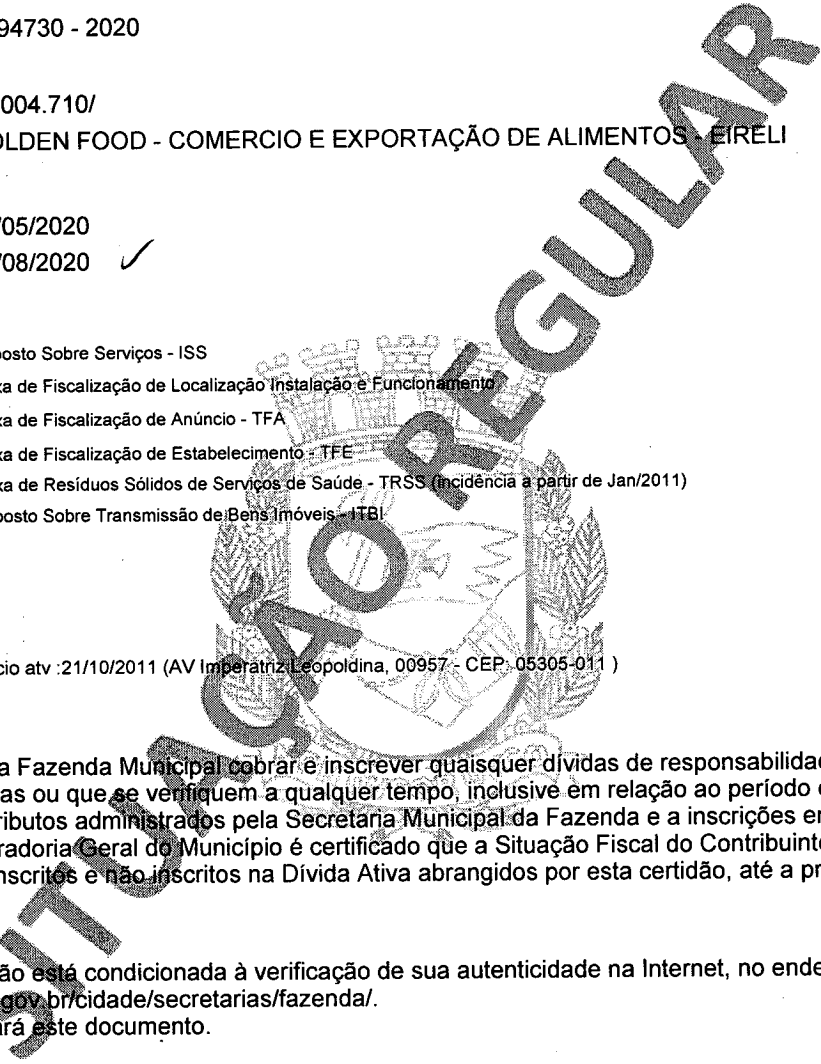 94730 - 2020
004.710/
OLDEN FOOD - COMERCIO E EXPORTAÇÃO DE ALIMENTOS - EIRELI
/05/2020
/08/2020
posto Sobre Serviços - ISS
xa de Fiscalização de Localização Instalação e Funcionamento
xa de Fiscalização de Anúncio - TFA
xa de Fiscalização de Estabelecimento - TFE
xa de Resíduos Sólidos de Serviços de Saúde - TRSS (incidência a partir de Jan/2011)
posto Sobre Transmissão de Bens Imóveis - ITBI
cio atv :21/10/2011 (AV Imperatriz Leopoldina, 00957 - CEP: 05305-011 )
a Fazenda Municipal cobrar e inscrever quaisquer dívidas de responsabilidad
as ou que se verifiquem a qualquer tempo, inclusive em relação ao período
ributos administrados pela Secretaria Municipal da Fazenda e a inscrições e
radoria Geral do Município é certificado que a Situação Fiscal do Contribuinte
nscritos e não inscritos na Dívida Ativa abrangidos por esta certidão, até a pr
ão está condicionada à verificação de sua autenticidade na Internet, no ende
gov.br/cidade/secretarias/fazenda/.
ará este documento.
SITUAÇÃO REGULAR